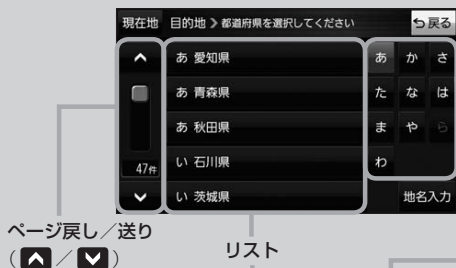 現在地 目的地 ❯ 都道府県を選択してください 戻る
あ 愛知県
あ 青森県
あ 秋田県
い 石川県
い 茨城県
47件
あ か さ
た な は
ま や ら
わ
地名入力
ページ戻し／送り
（ ／ ）
リスト